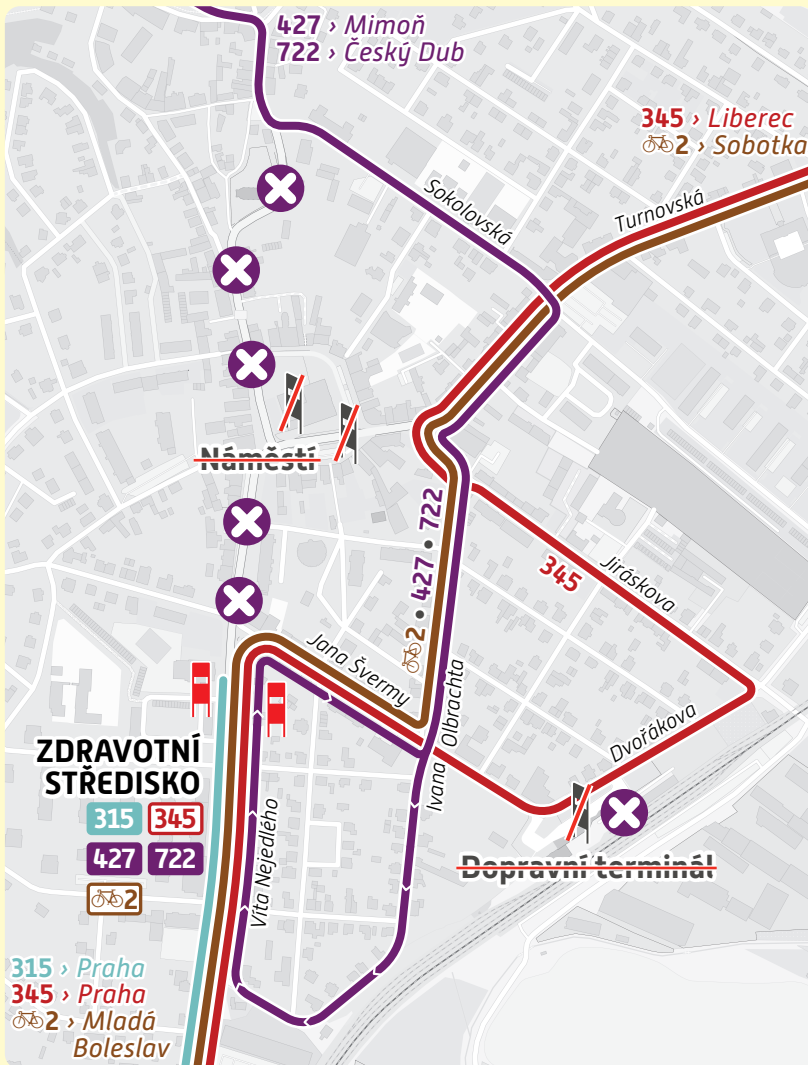 427 › Mimoň
722 › Český Dub
345 › Liberec
2 › Sobotka
Sokolovská
Turnovská
Náměstí
2 • 427 • 722
345
Jiráskova
Jana Švermy
Ivana Olbrachta
Dvořákova
ZDRAVOTNÍ
STŘEDISKO
315 345
427 722
2
Víta Nejedlého
Dopravní terminál
315 › Praha
345 › Praha
2 › Mladá
Boleslav